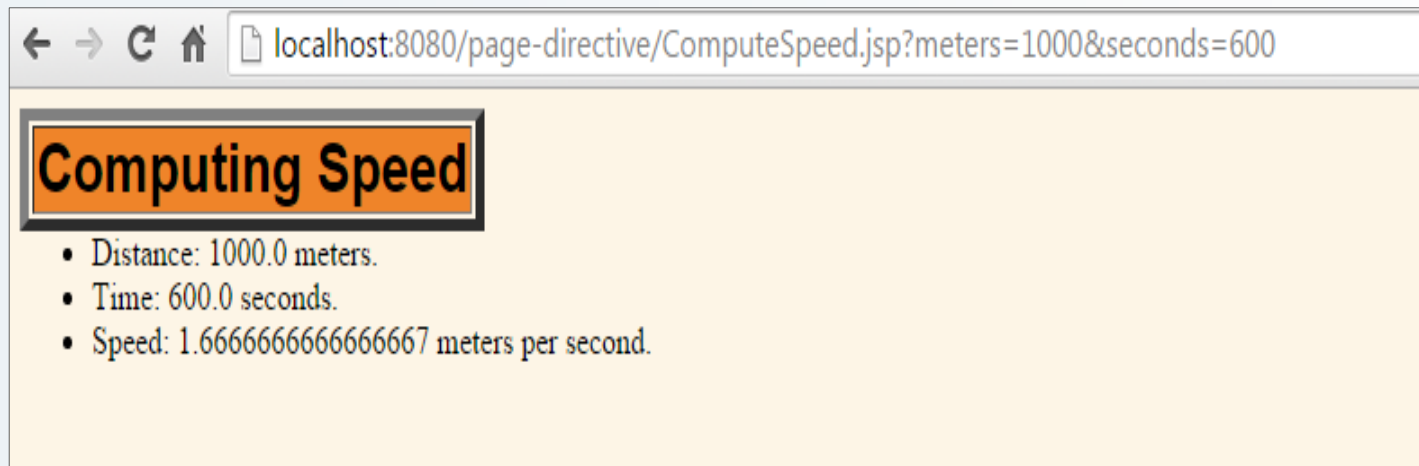 localhost:8080/page-directive/ComputeSpeed.jsp?meters=1000&seconds=600
Computing Speed
• Distance: 1000.0 meters.
• Time: 600.0 seconds.
• Speed: 1.6666666666666667 meters per second.